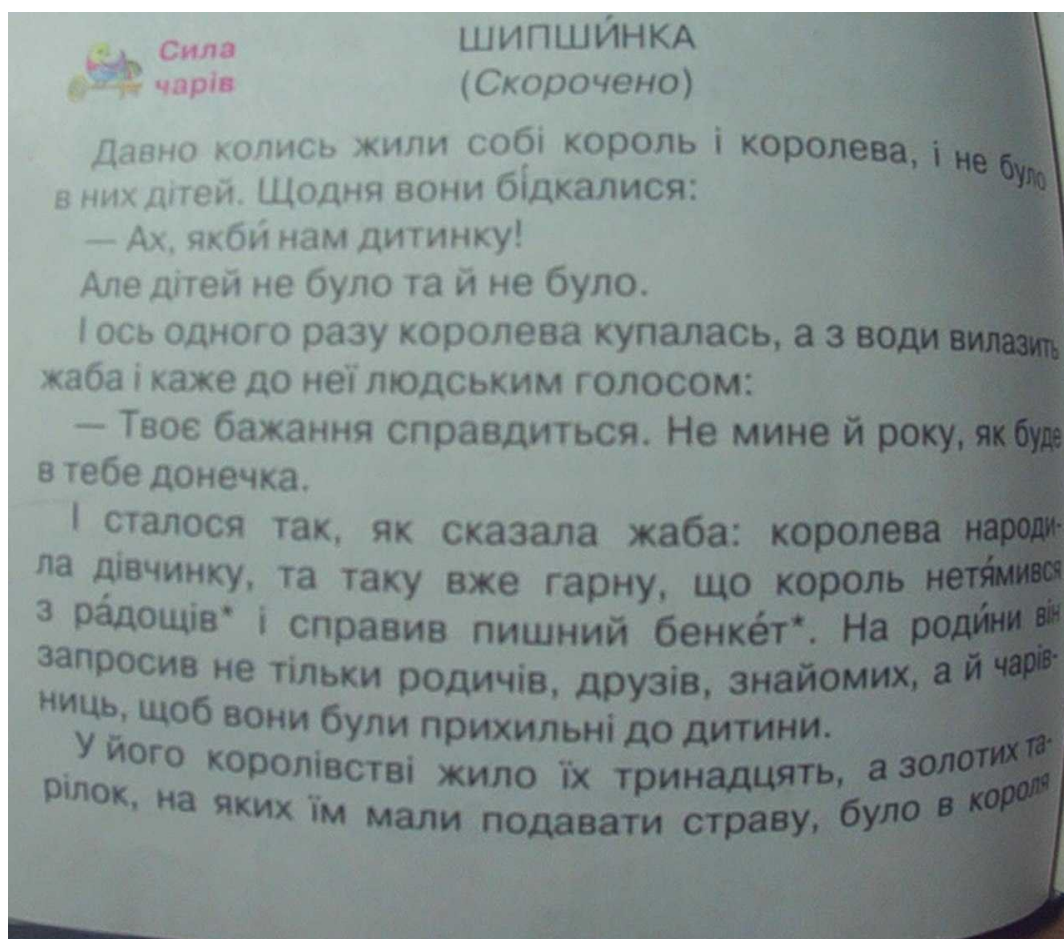 Сила
чарів
ШИПШИ́НКА
(Скорочено)
Давно колись жили собі король і королева, і не було
в них дітей. Щодня вони бі́дкалися:
— Ах, якби́ нам дитинку!
Але дітей не було та й не було.
І ось одного разу королева купалась, а з води вилазить
жаба і каже до неї людським голосом:
— Твоє бажання справдиться. Не мине й року, як буде
в тебе донечка.
І сталося так, як сказала жаба: королева народи-
ла дівчинку, та таку вже гарну, що король нетя́мився
з ра́дощів* і справив пишний бенке́т*. На роди́ни він
запросив не тільки родичів, друзів, знайомих, а й чарів-
ниць, щоб вони були прихильні до дитини.
У його королівстві жило їх тринадцять, а золотих та-
рілок, на яких їм мали подавати страву, було в короля